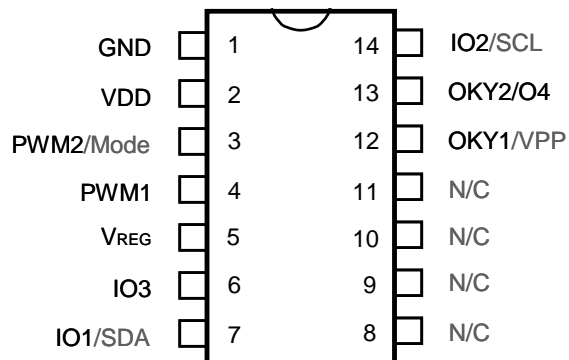 GND 1 14 IO2/SCL
VDD 2 13 OKY2/O4
PWM2/Mode 3 12 OKY1/VPP
PWM1 4 11 N/C
VREG 5 10 N/C
IO3 6 9 N/C
IO1/SDA 7 8 N/C